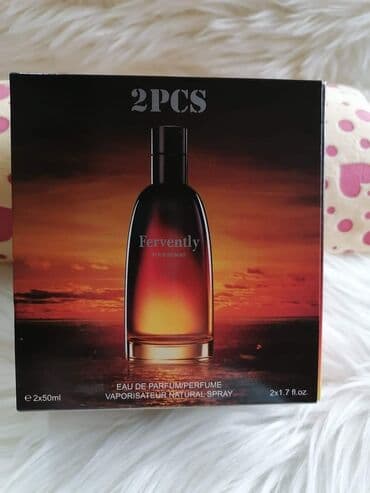 2PCS
Fervently
EAU DE PARFUM/PERFUME
℮ 2x50ml VAPORISATEUR NATURAL SPRAY 2x1.7 fl.oz.